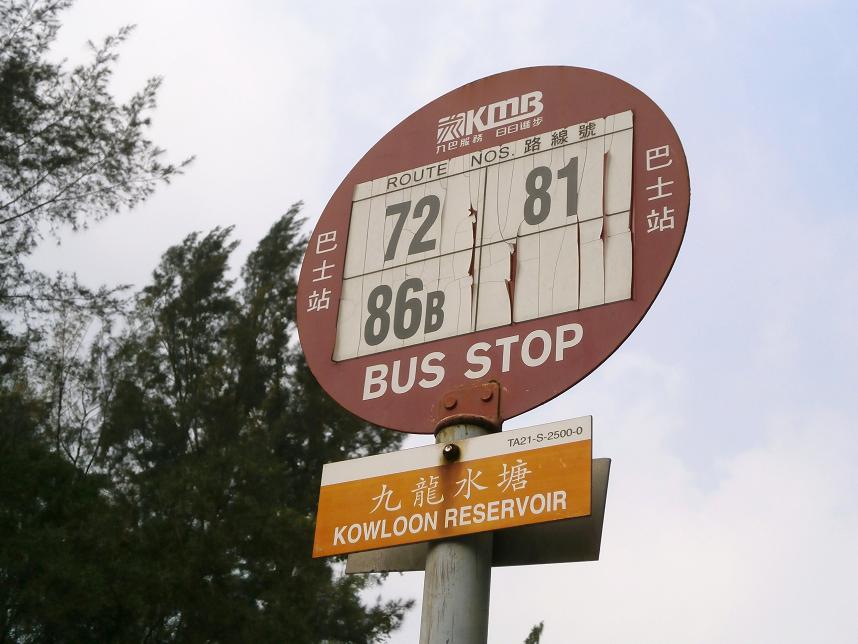 KMB
九巴服務 日日進步
ROUTE NOS. 路線號
72 81
86B
巴士站
巴士站
BUS STOP
TA21-S-2500-0
九龍水塘
KOWLOON RESERVOIR